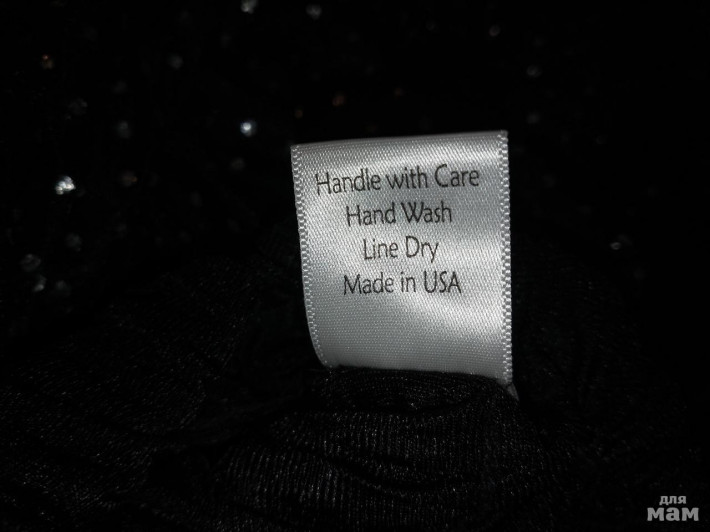 Handle with Care
Hand Wash
Line Dry
Made in USA
для
мам